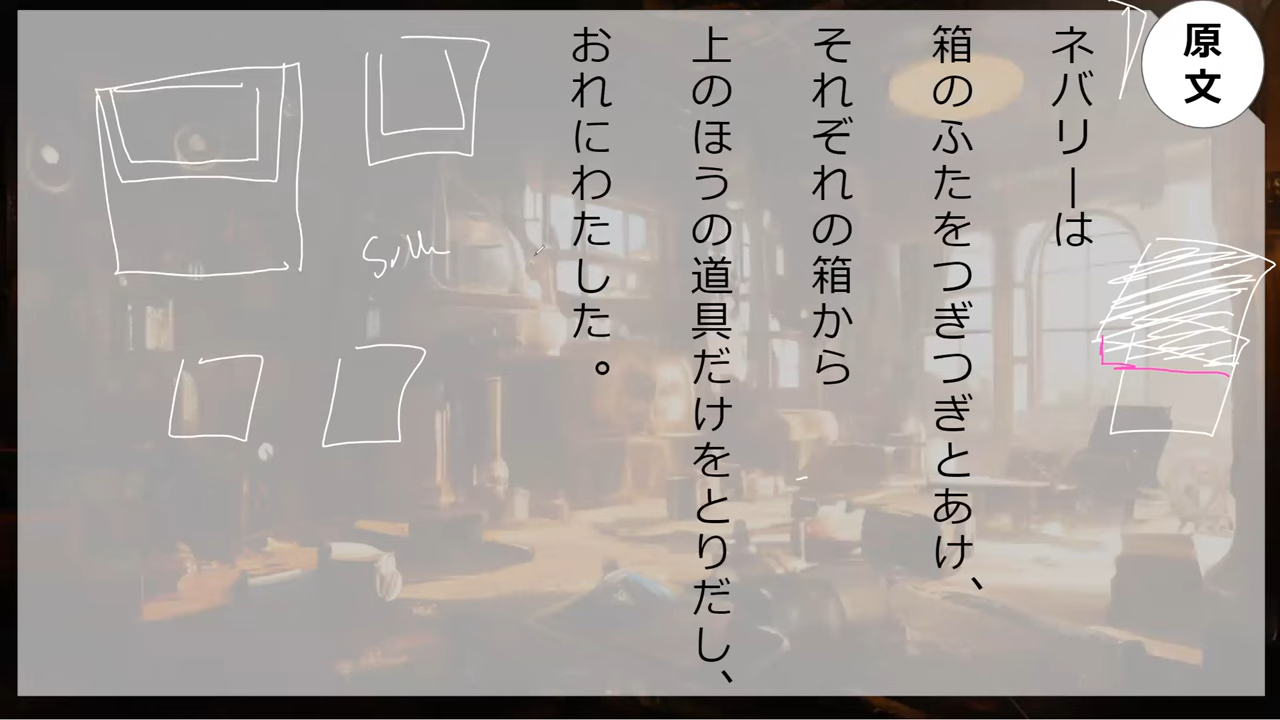 原文
ネバリーは
箱のふたをつぎつぎとあけ、
それぞれの箱から
上のほうの道具だけをとりだし、
おれにわたした。